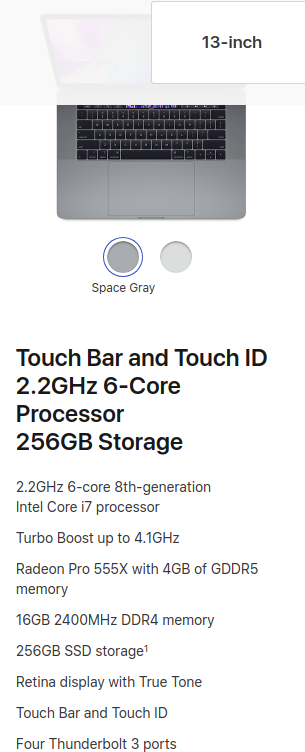 13-inch
Space Gray
Touch Bar and Touch ID
2.2GHz 6-Core
Processor
256GB Storage
2.2GHz 6-core 8th-generation
Intel Core i7 processor
Turbo Boost up to 4.1GHz
Radeon Pro 555X with 4GB of GDDR5
memory
16GB 2400MHz DDR4 memory
256GB SSD storage¹
Retina display with True Tone
Touch Bar and Touch ID
Four Thunderbolt 3 ports